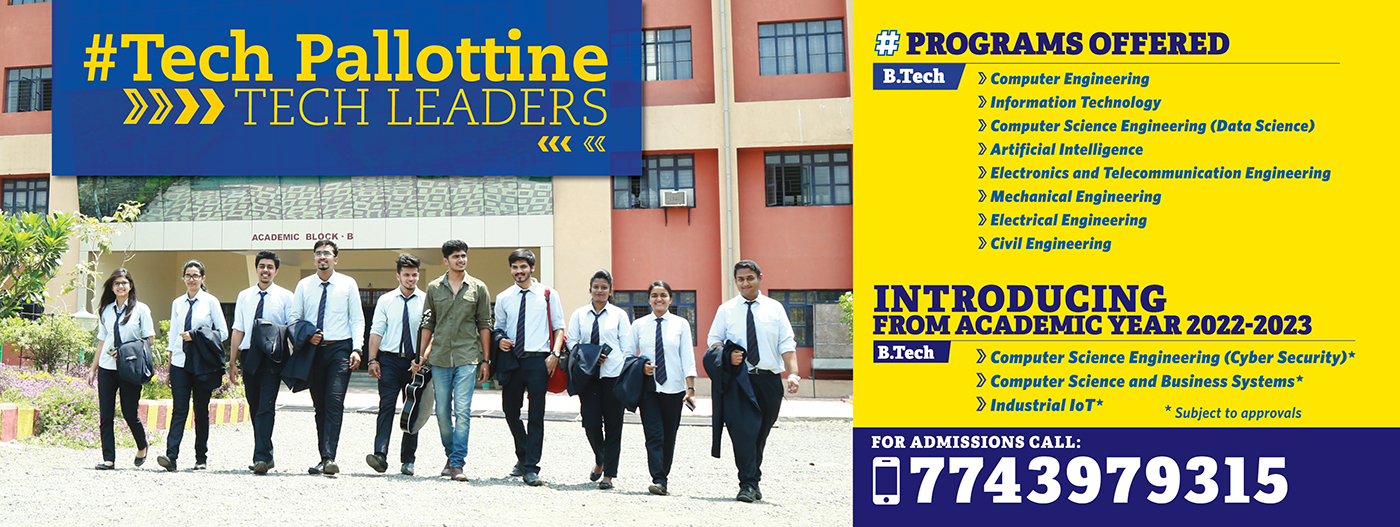 #Tech Pallottine
TECH LEADERS
ACADEMIC BLOCK - B
# PROGRAMS OFFERED
B.Tech
Computer Engineering
Information Technology
Computer Science Engineering (Data Science)
Artificial Intelligence
Electronics and Telecommunication Engineering
Mechanical Engineering
Electrical Engineering
Civil Engineering
INTRODUCING
FROM ACADEMIC YEAR 2022-2023
B.Tech
Computer Science Engineering (Cyber Security)*
Computer Science and Business Systems*
Industrial IoT*
* Subject to approvals
FOR ADMISSIONS CALL:
7743979315